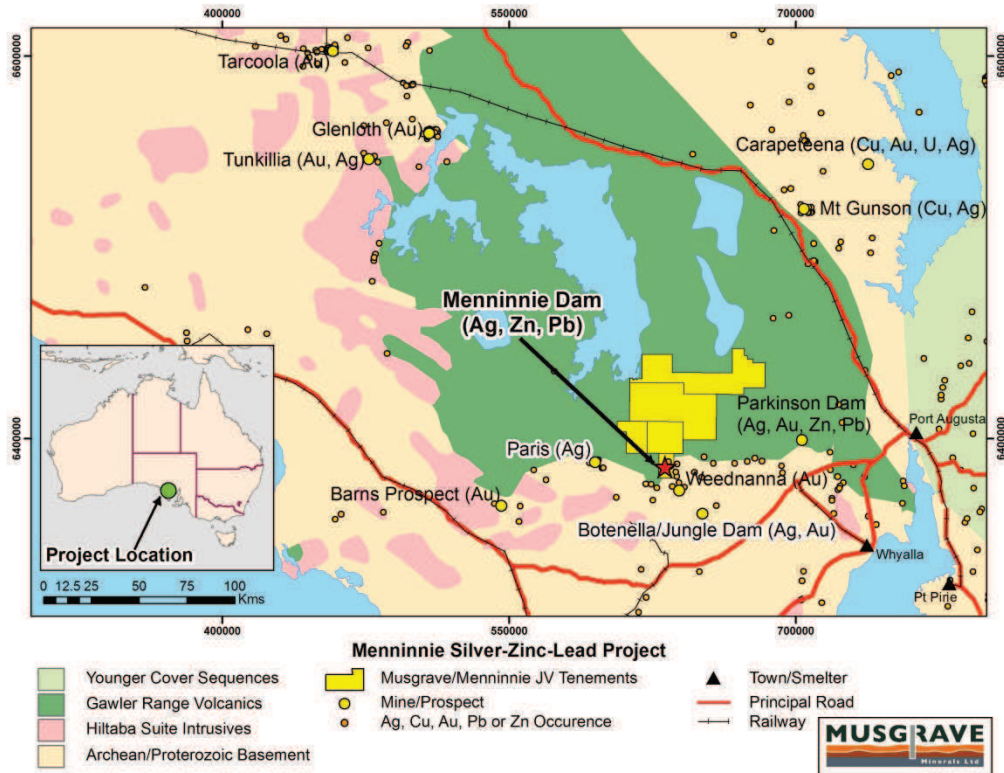 400000
550000
700000
6600000
6600000
Tarcoola (Au)
Glenloth (Au)
Tunkillia (Au, Ag)
Carapeteena (Cu, Au, U, Ag)
Mt Gunson (Cu, Ag)
Menninnie Dam
(Ag, Zn, Pb)
Parkinson Dam
(Ag, Au, Zn, Pb)
Port Augusta
6400000
6400000
Paris (Ag)
Weednanna (Au)
Barns Prospect (Au)
Botenella/Jungle Dam (Ag, Au)
Whyalla
Pt Pirie
Project Location
0 12.5 25 50 75 100
Kms
400000
550000
700000
Menninnie Silver-Zinc-Lead Project
Younger Cover Sequences
Gawler Range Volcanics
Hiltaba Suite Intrusives
Archean/Proterozoic Basement
Musgrave/Menninnie JV Tenements
Mine/Prospect
Ag, Cu, Au, Pb or Zn Occurence
Town/Smelter
Principal Road
Railway
MUSGRAVE
Minerals Ltd